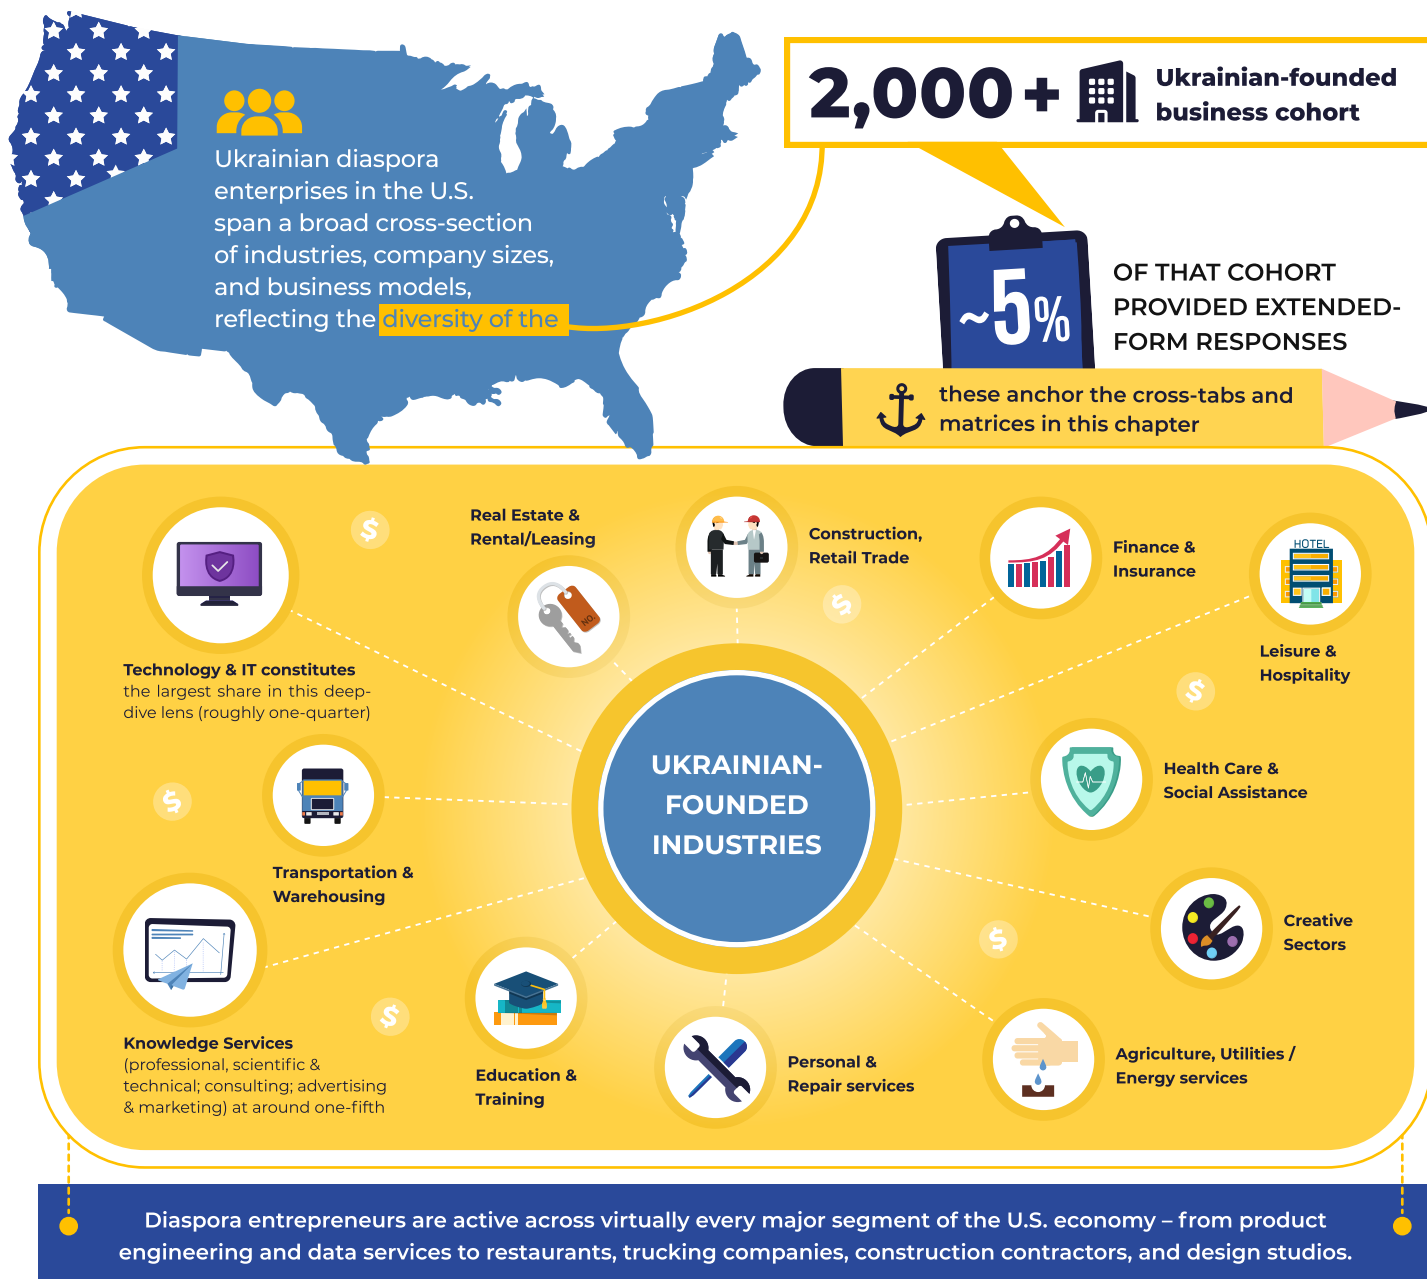 Ukrainian diaspora
enterprises in the U.S.
span a broad cross-section
of industries, company sizes,
and business models,
reflecting the diversity of the
2,000+
Ukrainian-founded
business cohort
~5%
OF THAT COHORT
PROVIDED EXTENDED-
FORM RESPONSES
these anchor the cross-tabs and
matrices in this chapter
Technology & IT constitutes
the largest share in this deep-
dive lens (roughly one-quarter)
Real Estate &
Rental/Leasing
NO.
Construction,
Retail Trade
Finance &
Insurance
HOTEL
Leisure &
Hospitality
UKRAINIAN-
FOUNDED
INDUSTRIES
Health Care &
Social Assistance
Transportation &
Warehousing
Creative
Sectors
Knowledge Services
(professional, scientific &
technical; consulting; advertising
& marketing) at around one-fifth
Education &
Training
Personal &
Repair services
Agriculture, Utilities /
Energy services
Diaspora entrepreneurs are active across virtually every major segment of the U.S. economy – from product
engineering and data services to restaurants, trucking companies, construction contractors, and design studios.